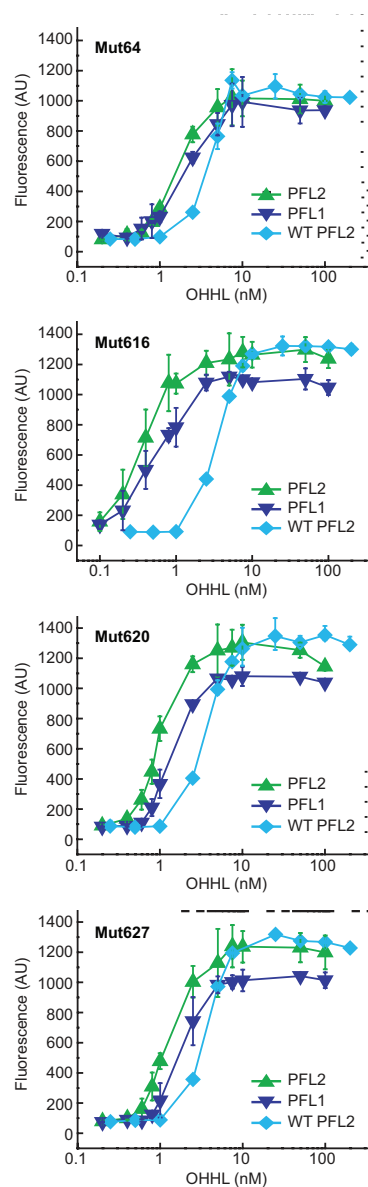 Mut64
Fluorescence (AU)
1400
1200
1000
800
600
400
200
0
PFL2
PFL1
WT PFL2
0.1 1 10 100
OHHL (nM)
Mut616
Fluorescence (AU)
1400
1200
1000
800
600
400
200
0
PFL2
PFL1
WT PFL2
0.1 1 10 100
OHHL (nM)
Mut620
Fluorescence (AU)
1400
1200
1000
800
600
400
200
0
PFL2
PFL1
WT PFL2
0.1 1 10 100
OHHL (nM)
Mut627
Fluorescence (AU)
1400
1200
1000
800
600
400
200
0
PFL2
PFL1
WT PFL2
0.1 1 10 100
OHHL (nM)